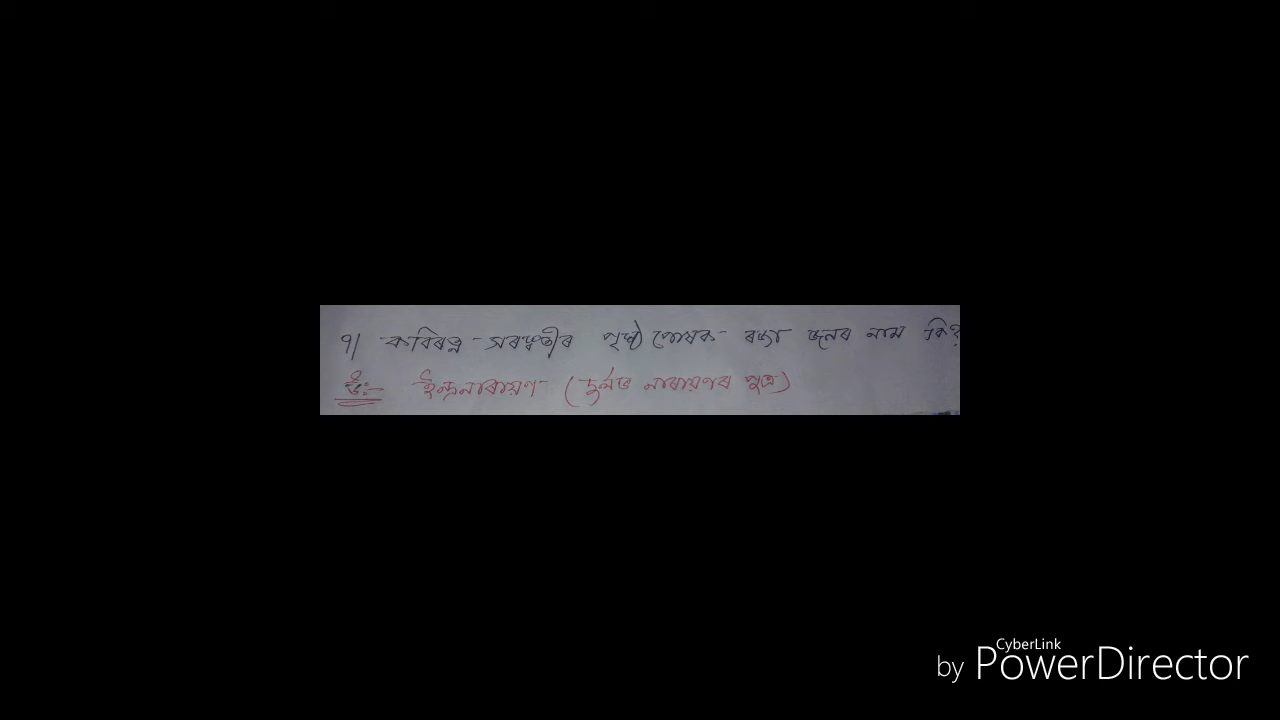 ৭। কবিৰত্ন সৰস্বতীৰ পৃষ্ঠপোষক ৰজা জনৰ নাম কি?
উঃ- ইন্দ্ৰনাৰায়ণ (দুৰ্লভ নাৰায়ণৰ পুত্ৰ)
CyberLink
by PowerDirector